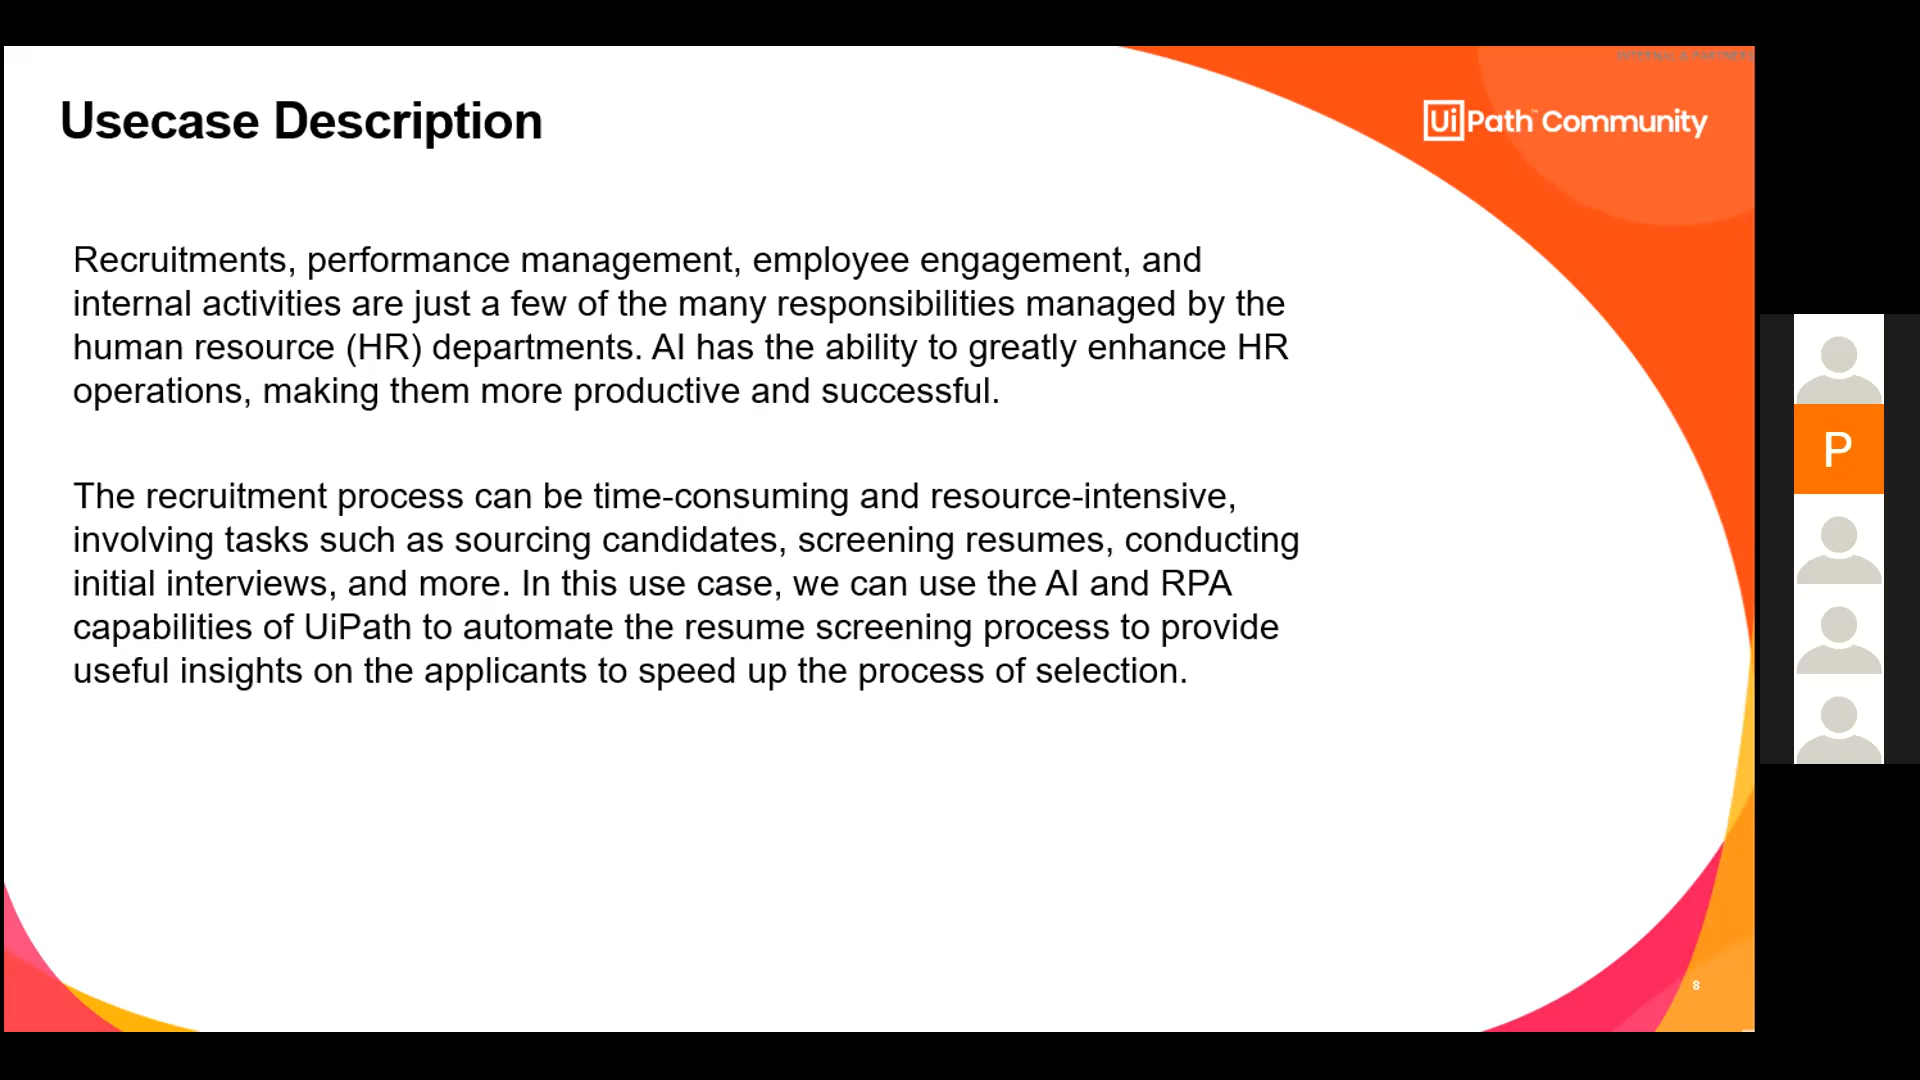 Usecase Description
UiPath Community
Recruitments, performance management, employee engagement, and
internal activities are just a few of the many responsibilities managed by the
human resource (HR) departments. AI has the ability to greatly enhance HR
operations, making them more productive and successful.
The recruitment process can be time-consuming and resource-intensive,
involving tasks such as sourcing candidates, screening resumes, conducting
initial interviews, and more. In this use case, we can use the AI and RPA
capabilities of UiPath to automate the resume screening process to provide
useful insights on the applicants to speed up the process of selection.
P
8